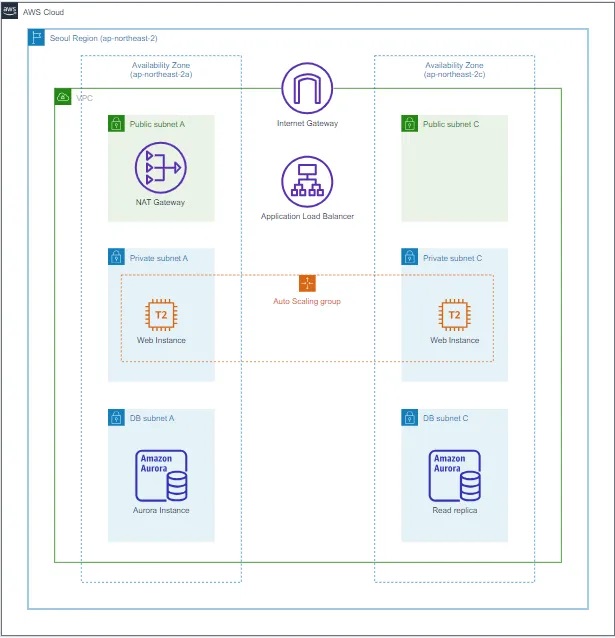 aws
AWS Cloud
Seoul Region (ap-northeast-2)
Availability Zone
(ap-northeast-2a)
Availability Zone
(ap-northeast-2c)
VPC
Internet Gateway
Public subnet A
Public subnet C
NAT Gateway
Application Load Balancer
Private subnet A
Private subnet C
Auto Scaling group
T2
T2
Web Instance
Web Instance
DB subnet A
DB subnet C
Amazon
Aurora
Amazon
Aurora
Aurora Instance
Read replica